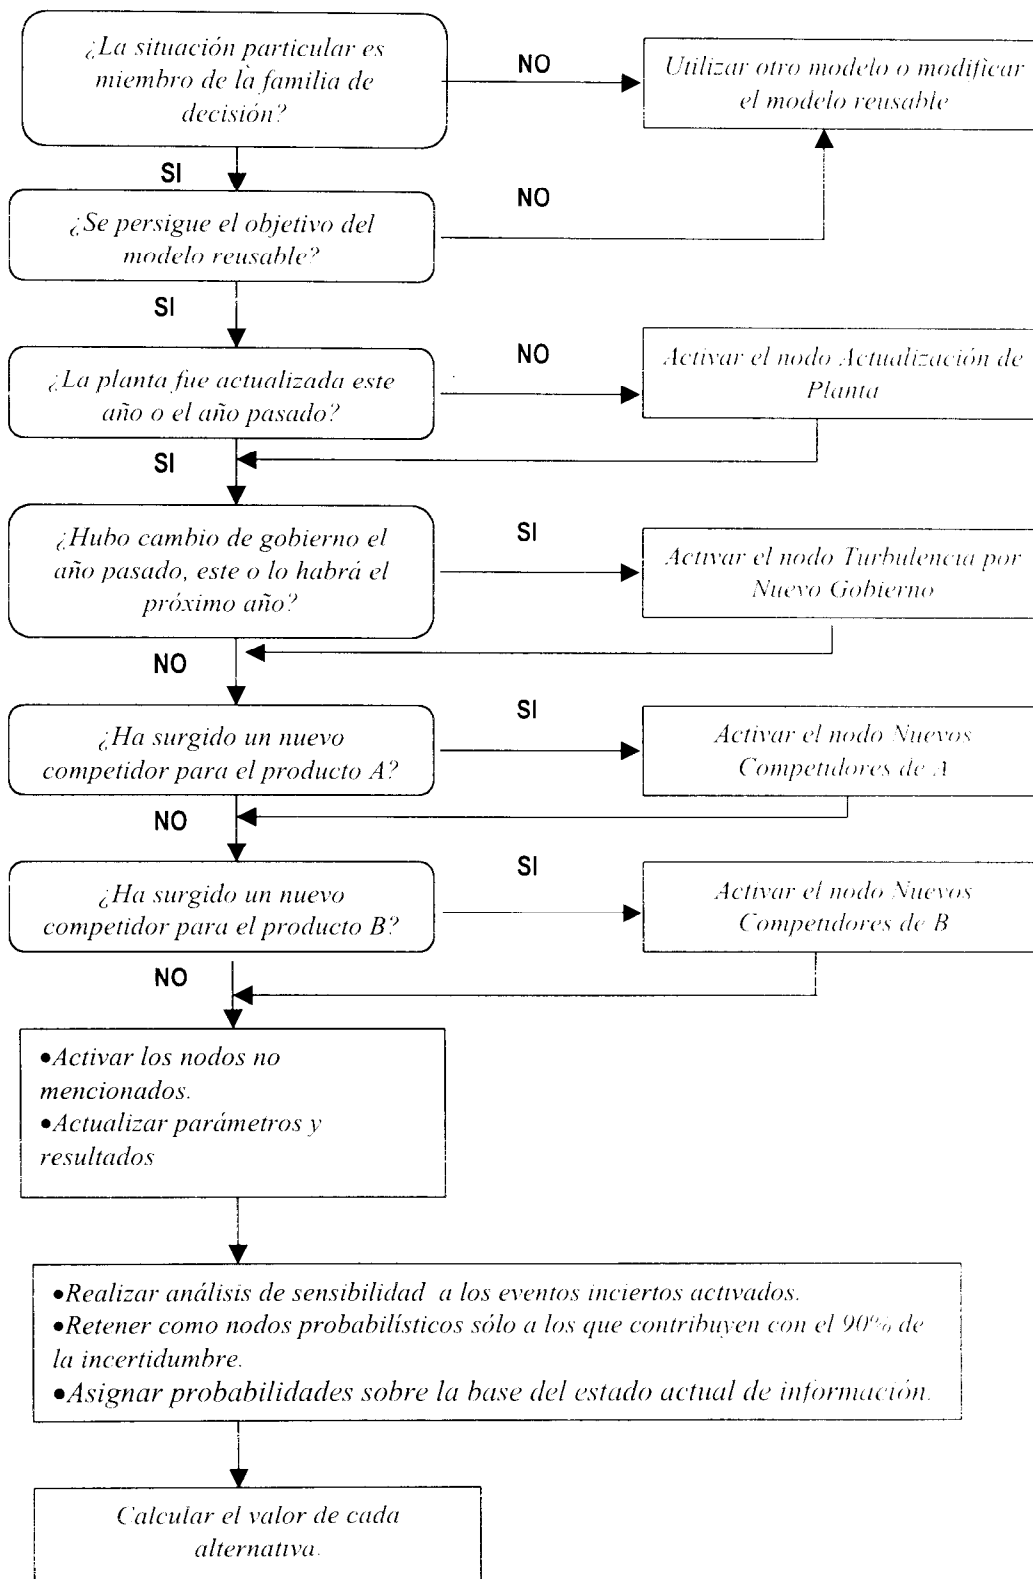 ¿La situación particular es
miembro de la familia de
decisión?
NO
Utilizar otro modelo o modificar
el modelo reusable
SI
¿Se persigue el objetivo del
modelo reusable?
NO
SI
¿La planta fue actualizada este
año o el año pasado?
NO
Activar el nodo Actualización de
Planta
SI
¿Hubo cambio de gobierno el
año pasado, este o lo habrá el
próximo año?
SI
Activar el nodo Turbulencia por
Nuevo Gobierno
NO
¿Ha surgido un nuevo
competidor para el producto A?
SI
Activar el nodo Nuevos
Competidores de A
NO
¿Ha surgido un nuevo
competidor para el producto B?
SI
Activar el nodo Nuevos
Competidores de B
NO
•Activar los nodos no
mencionados.
•Actualizar parámetros y
resultados
•Realizar análisis de sensibilidad a los eventos inciertos activados.
•Retener como nodos probabilísticos sólo a los que contribuyen con el 90% de
la incertidumbre.
•Asignar probabilidades sobre la base del estado actual de información.
Calcular el valor de cada
alternativa.